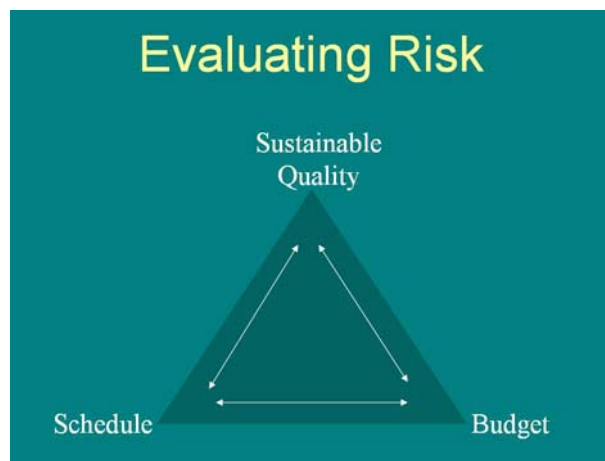 Evaluating Risk
Sustainable
Quality
Schedule
Budget